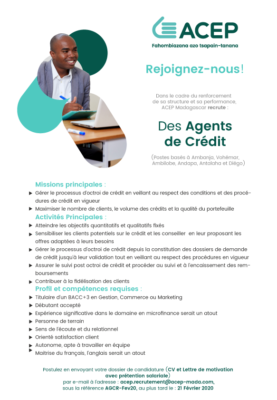 ACEP
Fahombiazana azo tsapain-tanana
Rejoignez-nous!
Dans le cadre du renforcement
de sa structure et sa performance,
ACEP Madagascar recrute :
Des Agents
de Crédit
(Postes basés à Ambanja, Vohémar,
Ambilobe, Analapa, Ankazoho et Diégo)
Missions principales :
Gérer le processus d'octroi de crédit en veillant au respect des conditions et des procé-
dures de crédit en vigueur
Maximiser le nombre de clients, le volume des crédits et la qualité du portefeuille
Activités Principales :
Atteindre les objectifs quantitatifs et qualitatifs fixés
Sensibiliser les clients potentiels sur le crédit et les conseiller en leur proposant les
offres adaptées à leurs besoins
Gérer le processus d'octroi de crédit depuis la constitution des dossiers de demande
de crédit jusqu'à leur validation tout en veillant au respect des procédures en vigueur
Assurer le suivi post octroi de crédit et procéder au suivi et à l'encaissement des rem-
boursements
Contribuer à la fidélisation des clients
Profil et compétences requises :
Titulaire d'un BACC+3 en Gestion, Commerce ou Marketing
Débutant accepté
Expérience significative dans le domaine en microfinance serait un atout
Personne de terrain
Sens de l'écoute et du relationnel
Orienté satisfaction client
Autonome, apte à travailler en équipe
Maitrise du français, l'anglais serait un atout
Postulez en envoyant votre dossier de candidature (CV et Lettre de motivation
avec prétention salariale)
par e-mail à l'adresse : acep.recrutement@acep-mada.com,
sous la référence AGCR-Fev20, au plus tard le : 21 Février 2020